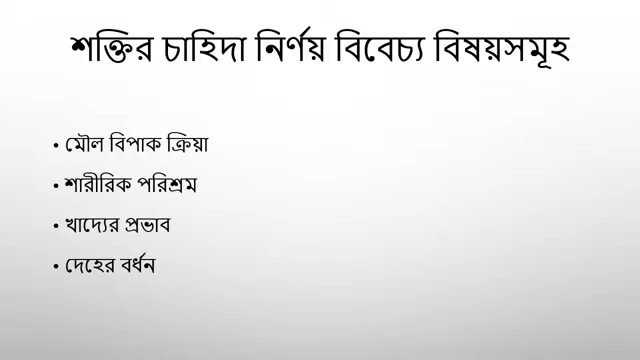 শক্তির চাহিদা নির্ণয় বিবেচ্য বিষয়সমূহ
• মৌল বিপাক ক্রিয়া
• শারীরিক পরিশ্রম
• খাদ্যের প্রভাব
• দেহের বর্ধন